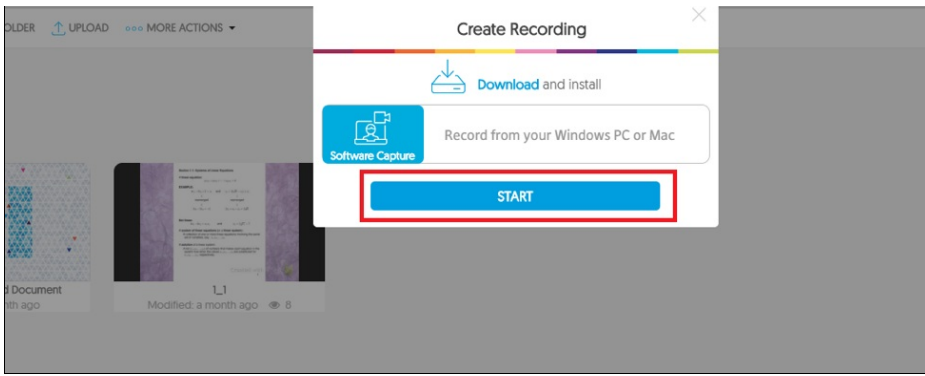 OLDER UPLOAD MORE ACTIONS
Create Recording
Download and install
Software Capture
Record from your Windows PC or Mac
START
d Document
nth ago
1_1
Modified: a month ago 8